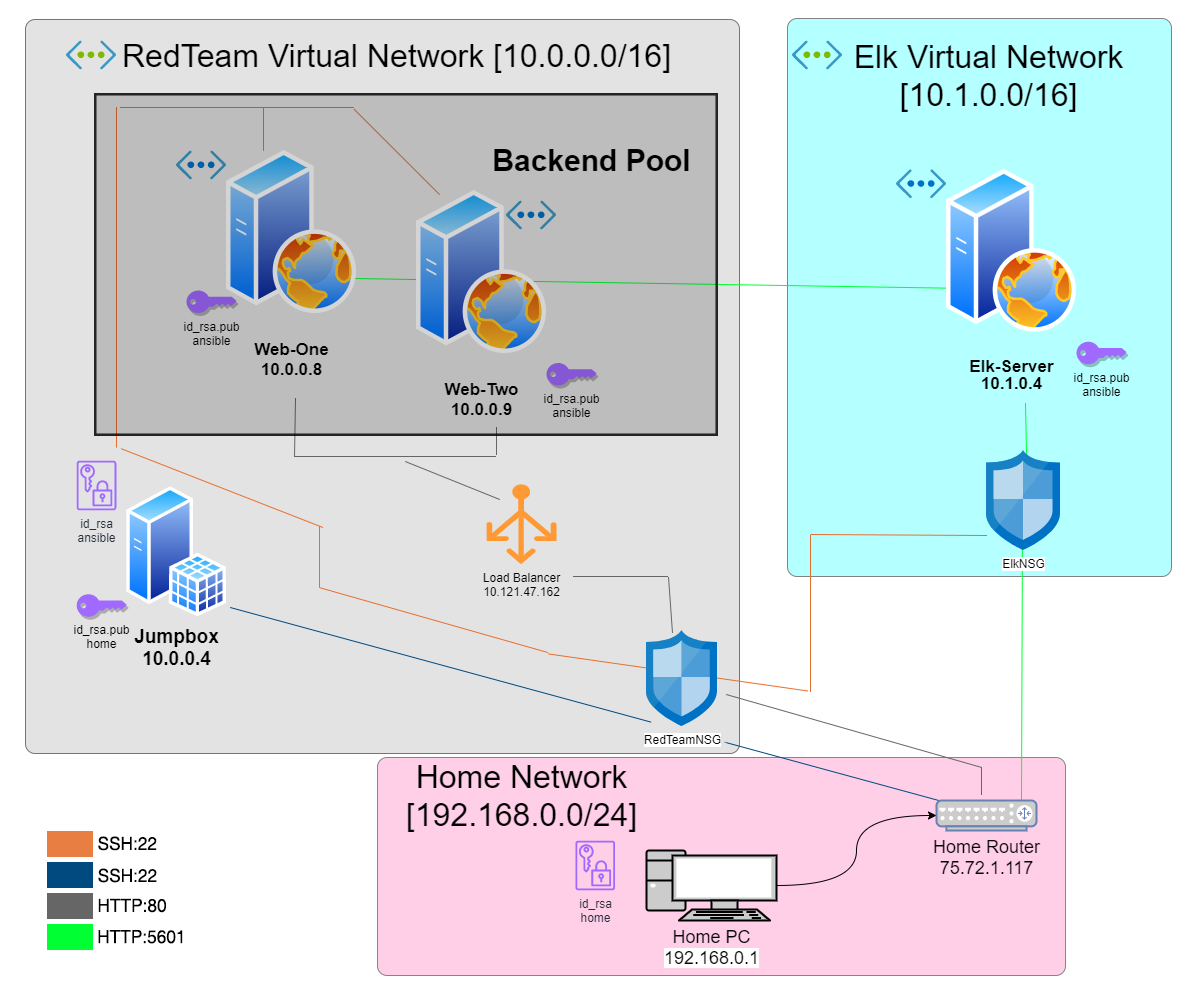 RedTeam Virtual Network [10.0.0.0/16]
Backend Pool
id_rsa.pub
ansible
Web-One
10.0.0.8
Web-Two
10.0.0.9
id_rsa.pub
ansible
Elk Virtual Network
[10.1.0.0/16]
Elk-Server
10.1.0.4
id_rsa.pub
ansible
ElkNSG
id_rsa
ansible
id_rsa.pub
home
Jumpbox
10.0.0.4
Load Balancer
10.121.47.162
RedTeamNSG
Home Network
[192.168.0.0/24]
Home Router
75.72.1.117
id_rsa
home
Home PC
192.168.0.1
SSH:22
SSH:22
HTTP:80
HTTP:5601